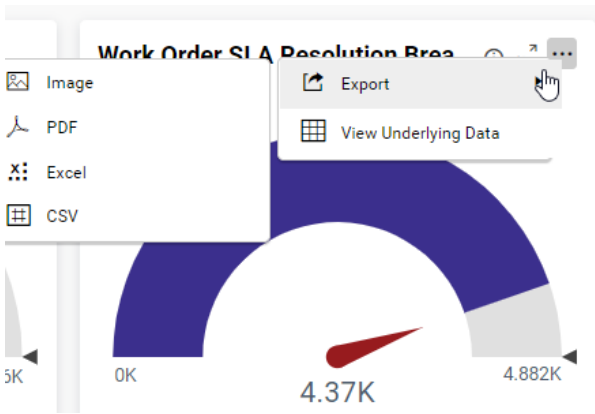 Work Order SLA Resolution Brea
Image
PDF
Excel
CSV
Export
View Underlying Data
0K
4.37K
4.882K